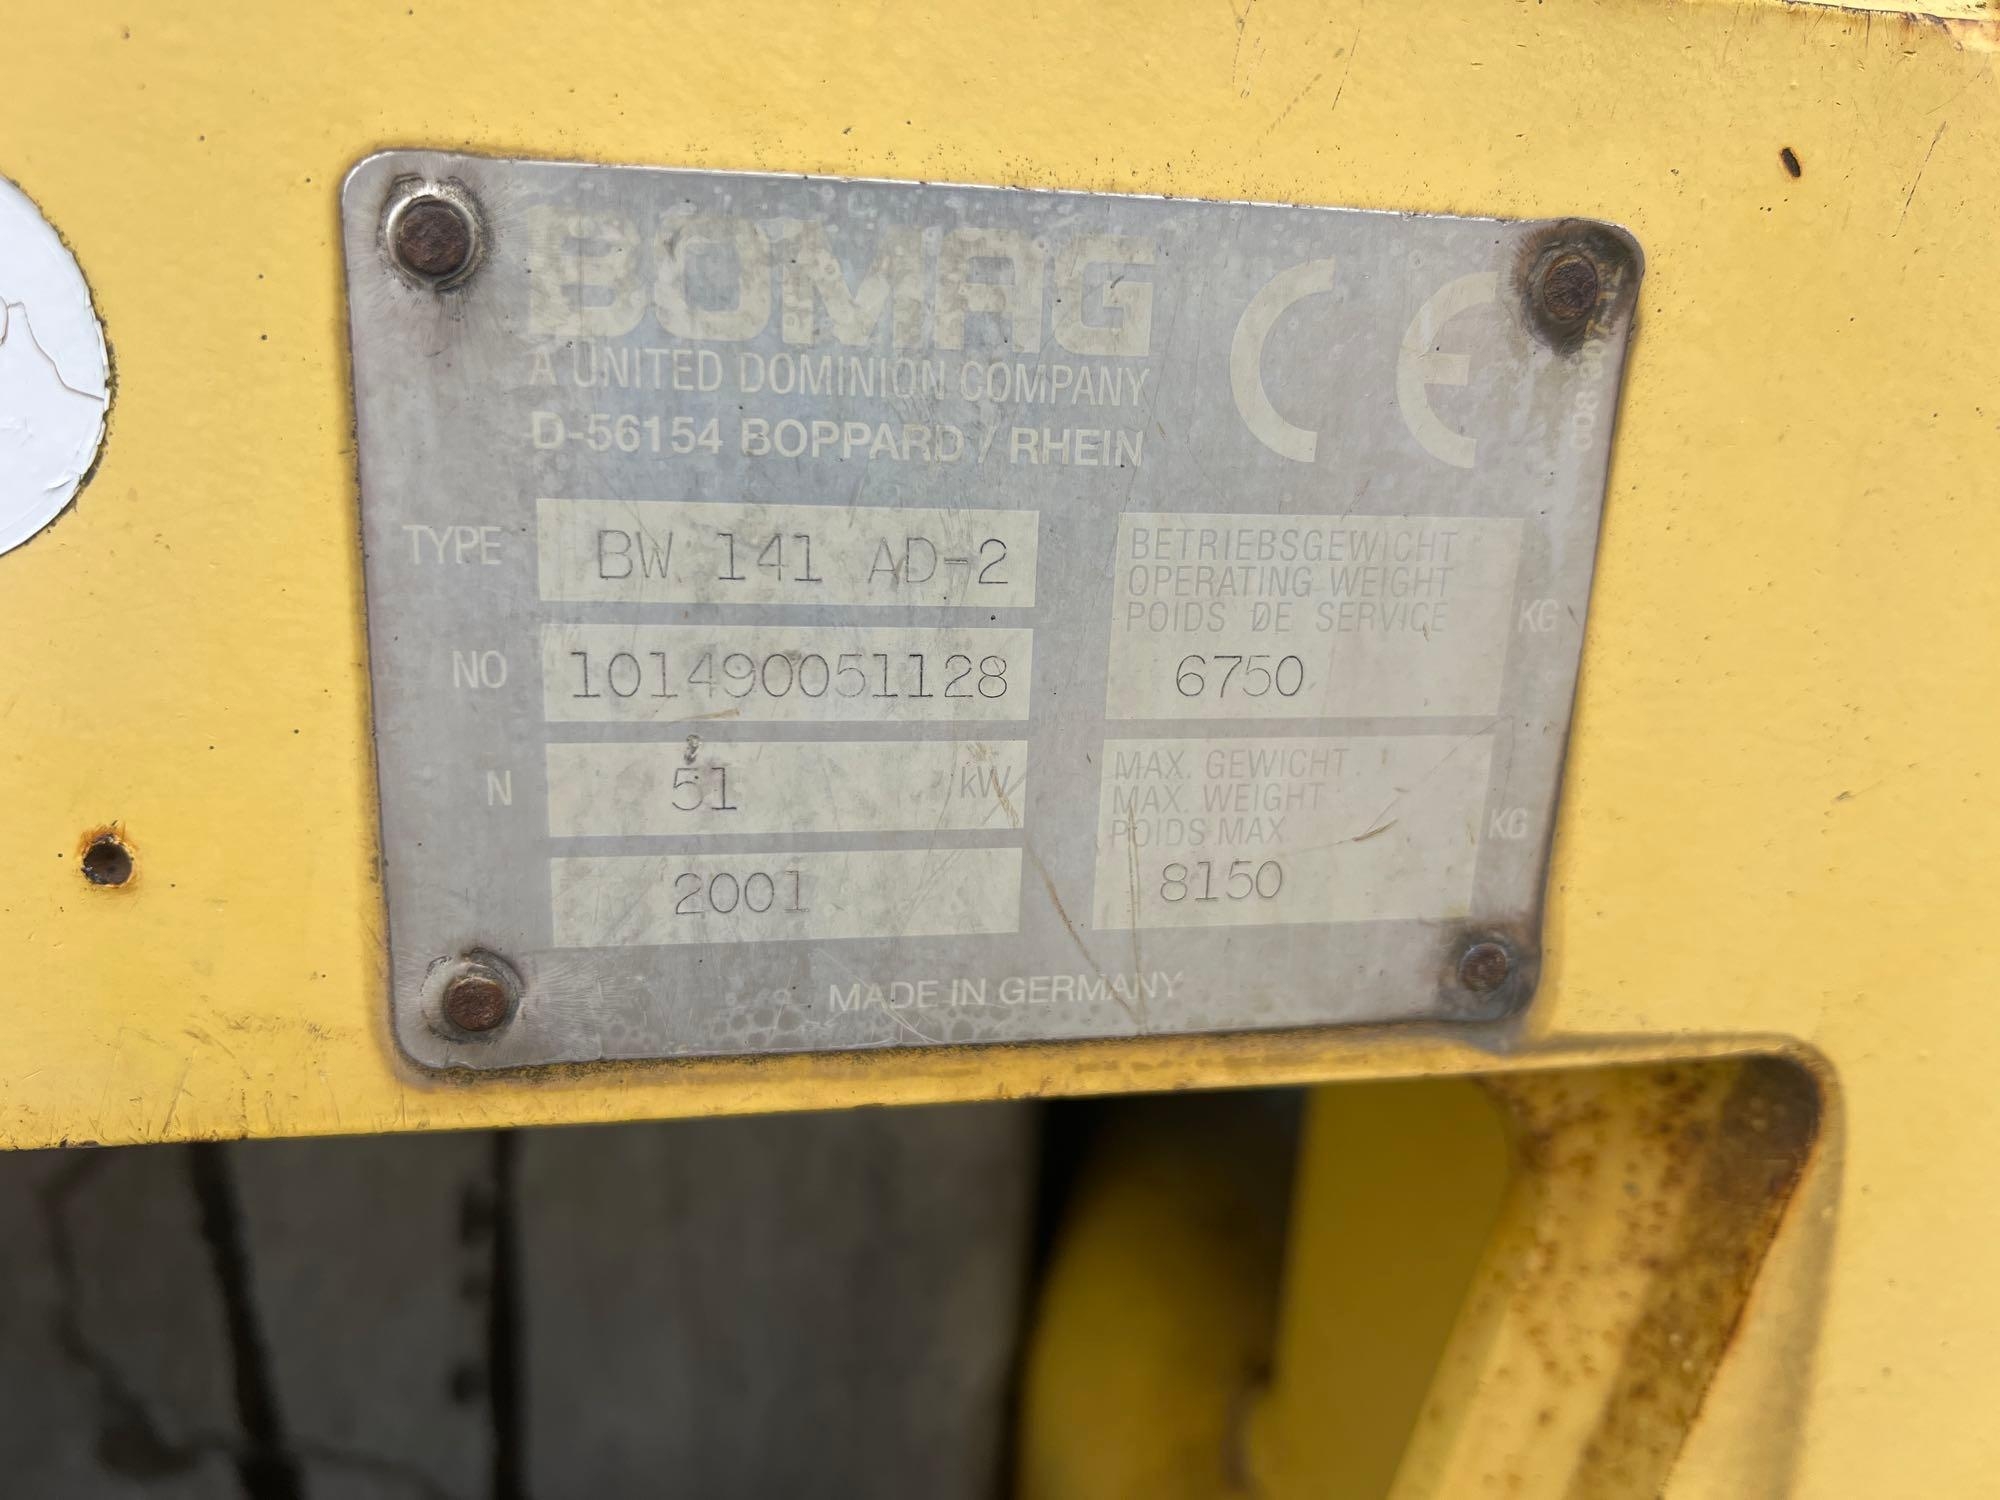 BOMAG
CE
A UNITED DOMINION COMPANY
D-56154 BOPPARD / RHEIN
TYPE BW 141 AD-2
NO 101490051128
N 51 kW
2001
BETRIEBSGEWICHT
OPERATING WEIGHT
POIDS DE SERVICE KG
6750
MAX. GEWICHT
MAX. WEIGHT
POIDS MAX. KG
8150
MADE IN GERMANY